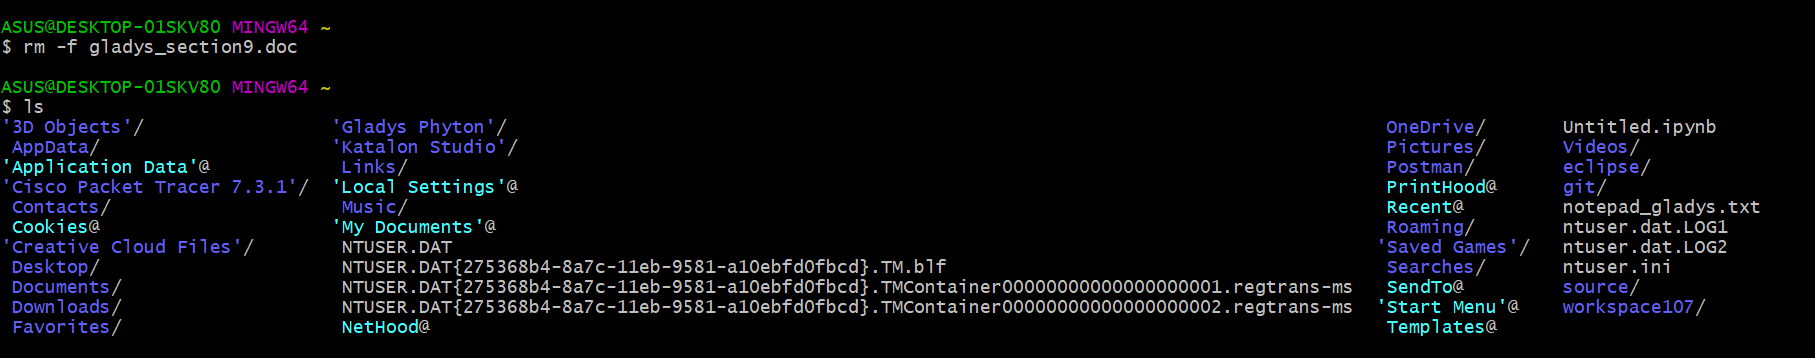 ASUS@DESKTOP-01SKV80 MINGW64 ~
$ rm -f gladys_section9.doc
ASUS@DESKTOP-01SKV80 MINGW64 ~
$ ls
'3D Objects'/ 'Gladys Phyton'/ OneDrive/ Untitled.ipynb
AppData/ 'Katalon Studio'/ Pictures/ Videos/
'Application Data'@ Links/ Postman/ eclipse/
'Cisco Packet Tracer 7.3.1'/ 'Local Settings'@ PrintHood@ git/
Contacts/ Music/ Recent@ notepad_gladys.txt
Cookies@ 'My Documents'@ Roaming/ ntuser.dat.LOG1
'Creative Cloud Files'/ NTUSER.DAT 'Saved Games'/ ntuser.dat.LOG2
Desktop/ NTUSER.DAT{275368b4-8a7c-11eb-9581-a10ebfd0fbcd}.TM.blf Searches/ ntuser.ini
Documents/ NTUSER.DAT{275368b4-8a7c-11eb-9581-a10ebfd0fbcd}.TMContainer00000000000000000001.regtrans-ms SendTo@ source/
Downloads/ NTUSER.DAT{275368b4-8a7c-11eb-9581-a10ebfd0fbcd}.TMContainer00000000000000000002.regtrans-ms 'Start Menu'@ workspace107/
Favorites/ NetHood@ Templates@